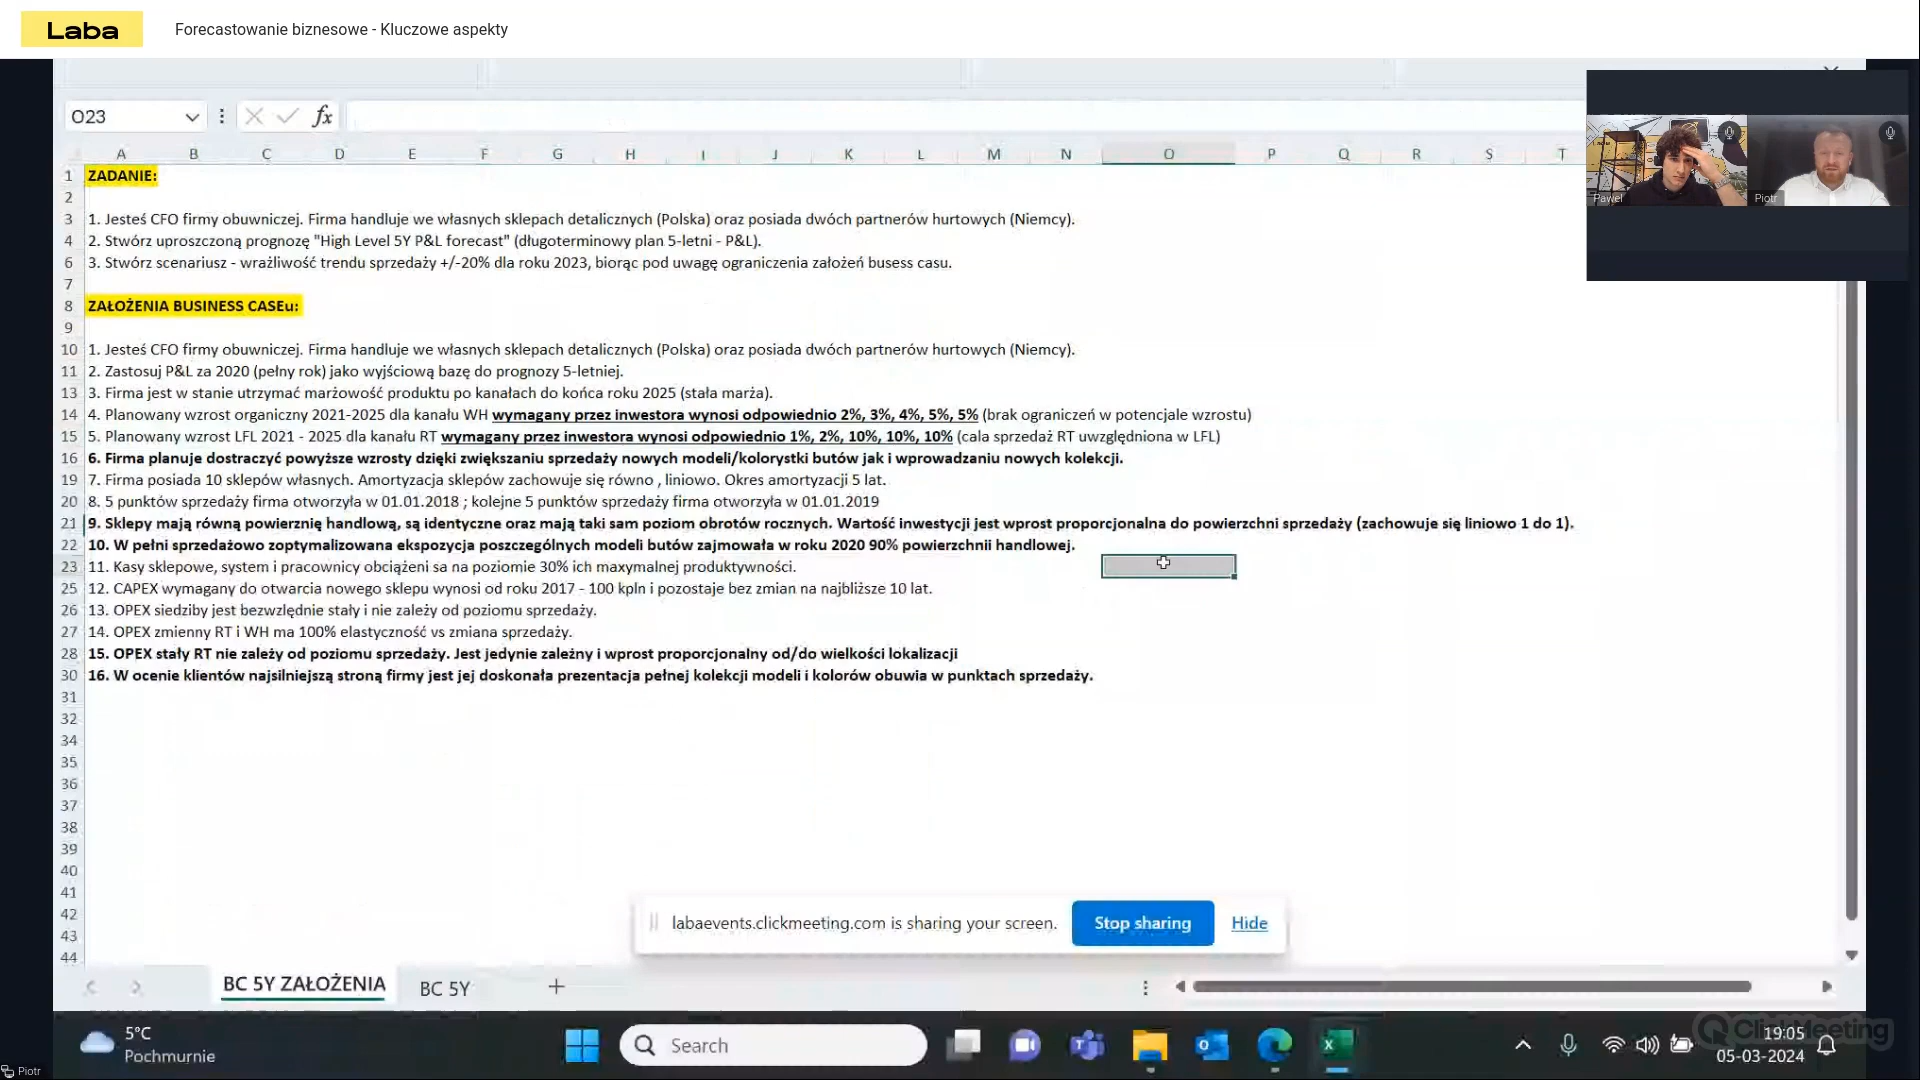 Laba
Forecastowanie biznesowe - Kluczowe aspekty
O23
fx
A B C D E F G H I J K L M N O P Q R S T
1 ZADANIE:
2
3 1. Jesteś CFO firmy obuwniczej. Firma handluje we własnych sklepach detalicznych (Polska) oraz posiada dwóch partnerów hurtowych (Niemcy).
4 2. Stwórz uproszczoną prognozę "High Level 5Y P&L forecast" (długoterminowy plan 5-letni - P&L).
6 3. Stwórz scenariusz - wrażliwość trendu sprzedaży +/-20% dla roku 2023, biorąc pod uwagę ograniczenia założeń busess casu.
7
8 ZAŁOŻENIA BUSINESS CASEu:
9
10 1. Jesteś CFO firmy obuwniczej. Firma handluje we własnych sklepach detalicznych (Polska) oraz posiada dwóch partnerów hurtowych (Niemcy).
11 2. Zastosuj P&L za 2020 (pełny rok) jako wyjściową bazę do prognozy 5-letniej.
13 3. Firma jest w stanie utrzymać marżowość produktu po kanałach do końca roku 2025 (stała marża).
14 4. Planowany wzrost organiczny 2021-2025 dla kanału WH wymagany przez inwestora wynosi odpowiednio 2%, 3%, 4%, 5%, 5% (brak ograniczeń w potencjale wzrostu)
15 5. Planowany wzrost LFL 2021 - 2025 dla kanału RT wymagany przez inwestora wynosi odpowiednio 1%, 2%, 10%, 10%, 10% (cala sprzedaż RT uwzględniona w LFL)
16 6. Firma planuje dostraczyć powyższe wzrosty dzięki zwiększaniu sprzedaży nowych modeli/kolorystki butów jak i wprowadzaniu nowych kolekcji.
19 7. Firma posiada 10 sklepów własnych. Amortyzacja sklepów zachowuje się równo , liniowo. Okres amortyzacji 5 lat.
20 8. 5 punktów sprzedaży firma otworzyła w 01.01.2018 ; kolejne 5 punktów sprzedaży firma otworzyła w 01.01.2019
21 9. Sklepy mają równą powierznię handlową, są identyczne oraz mają taki sam poziom obrotów rocznych. Wartość inwestycji jest wprost proporcjonalna do powierzchni sprzedaży (zachowuje się liniowo 1 do 1).
22 10. W pełni sprzedażowo zoptymalizowana ekspozycja poszczególnych modeli butów zajmowała w roku 2020 90% powierzchnii handlowej.
23 11. Kasy sklepowe, system i pracownicy obciążeni sa na poziomie 30% ich maxymalnej produktywności.
25 12. CAPEX wymagany do otwarcia nowego sklepu wynosi od roku 2017 - 100 kpln i pozostaje bez zmian na najbliższe 10 lat.
26 13. OPEX siedziby jest bezwzlędnie stały i nie zależy od poziomu sprzedaży.
27 14. OPEX zmienny RT i WH ma 100% elastyczność vs zmiana sprzedaży.
28 15. OPEX stały RT nie zależy od poziomu sprzedaży. Jest jedynie zależny i wprost proporcjonalny od/do wielkości lokalizacji
30 16. W ocenie klientów najsilniejszą stroną firmy jest jej doskonała prezentacja pełnej kolekcji modeli i kolorów obuwia w punktach sprzedaży.
31
32
34
35
36
37
38
39
40
41
42
43
44
Paweł
Piotr
labaevents.clickmeeting.com is sharing your screen.
Stop sharing
Hide
BC 5Y ZAŁOŻENIA
BC 5Y
5°C
Pochmurnie
Search
ClickMeeting
19:05
05-03-2024
Piotr